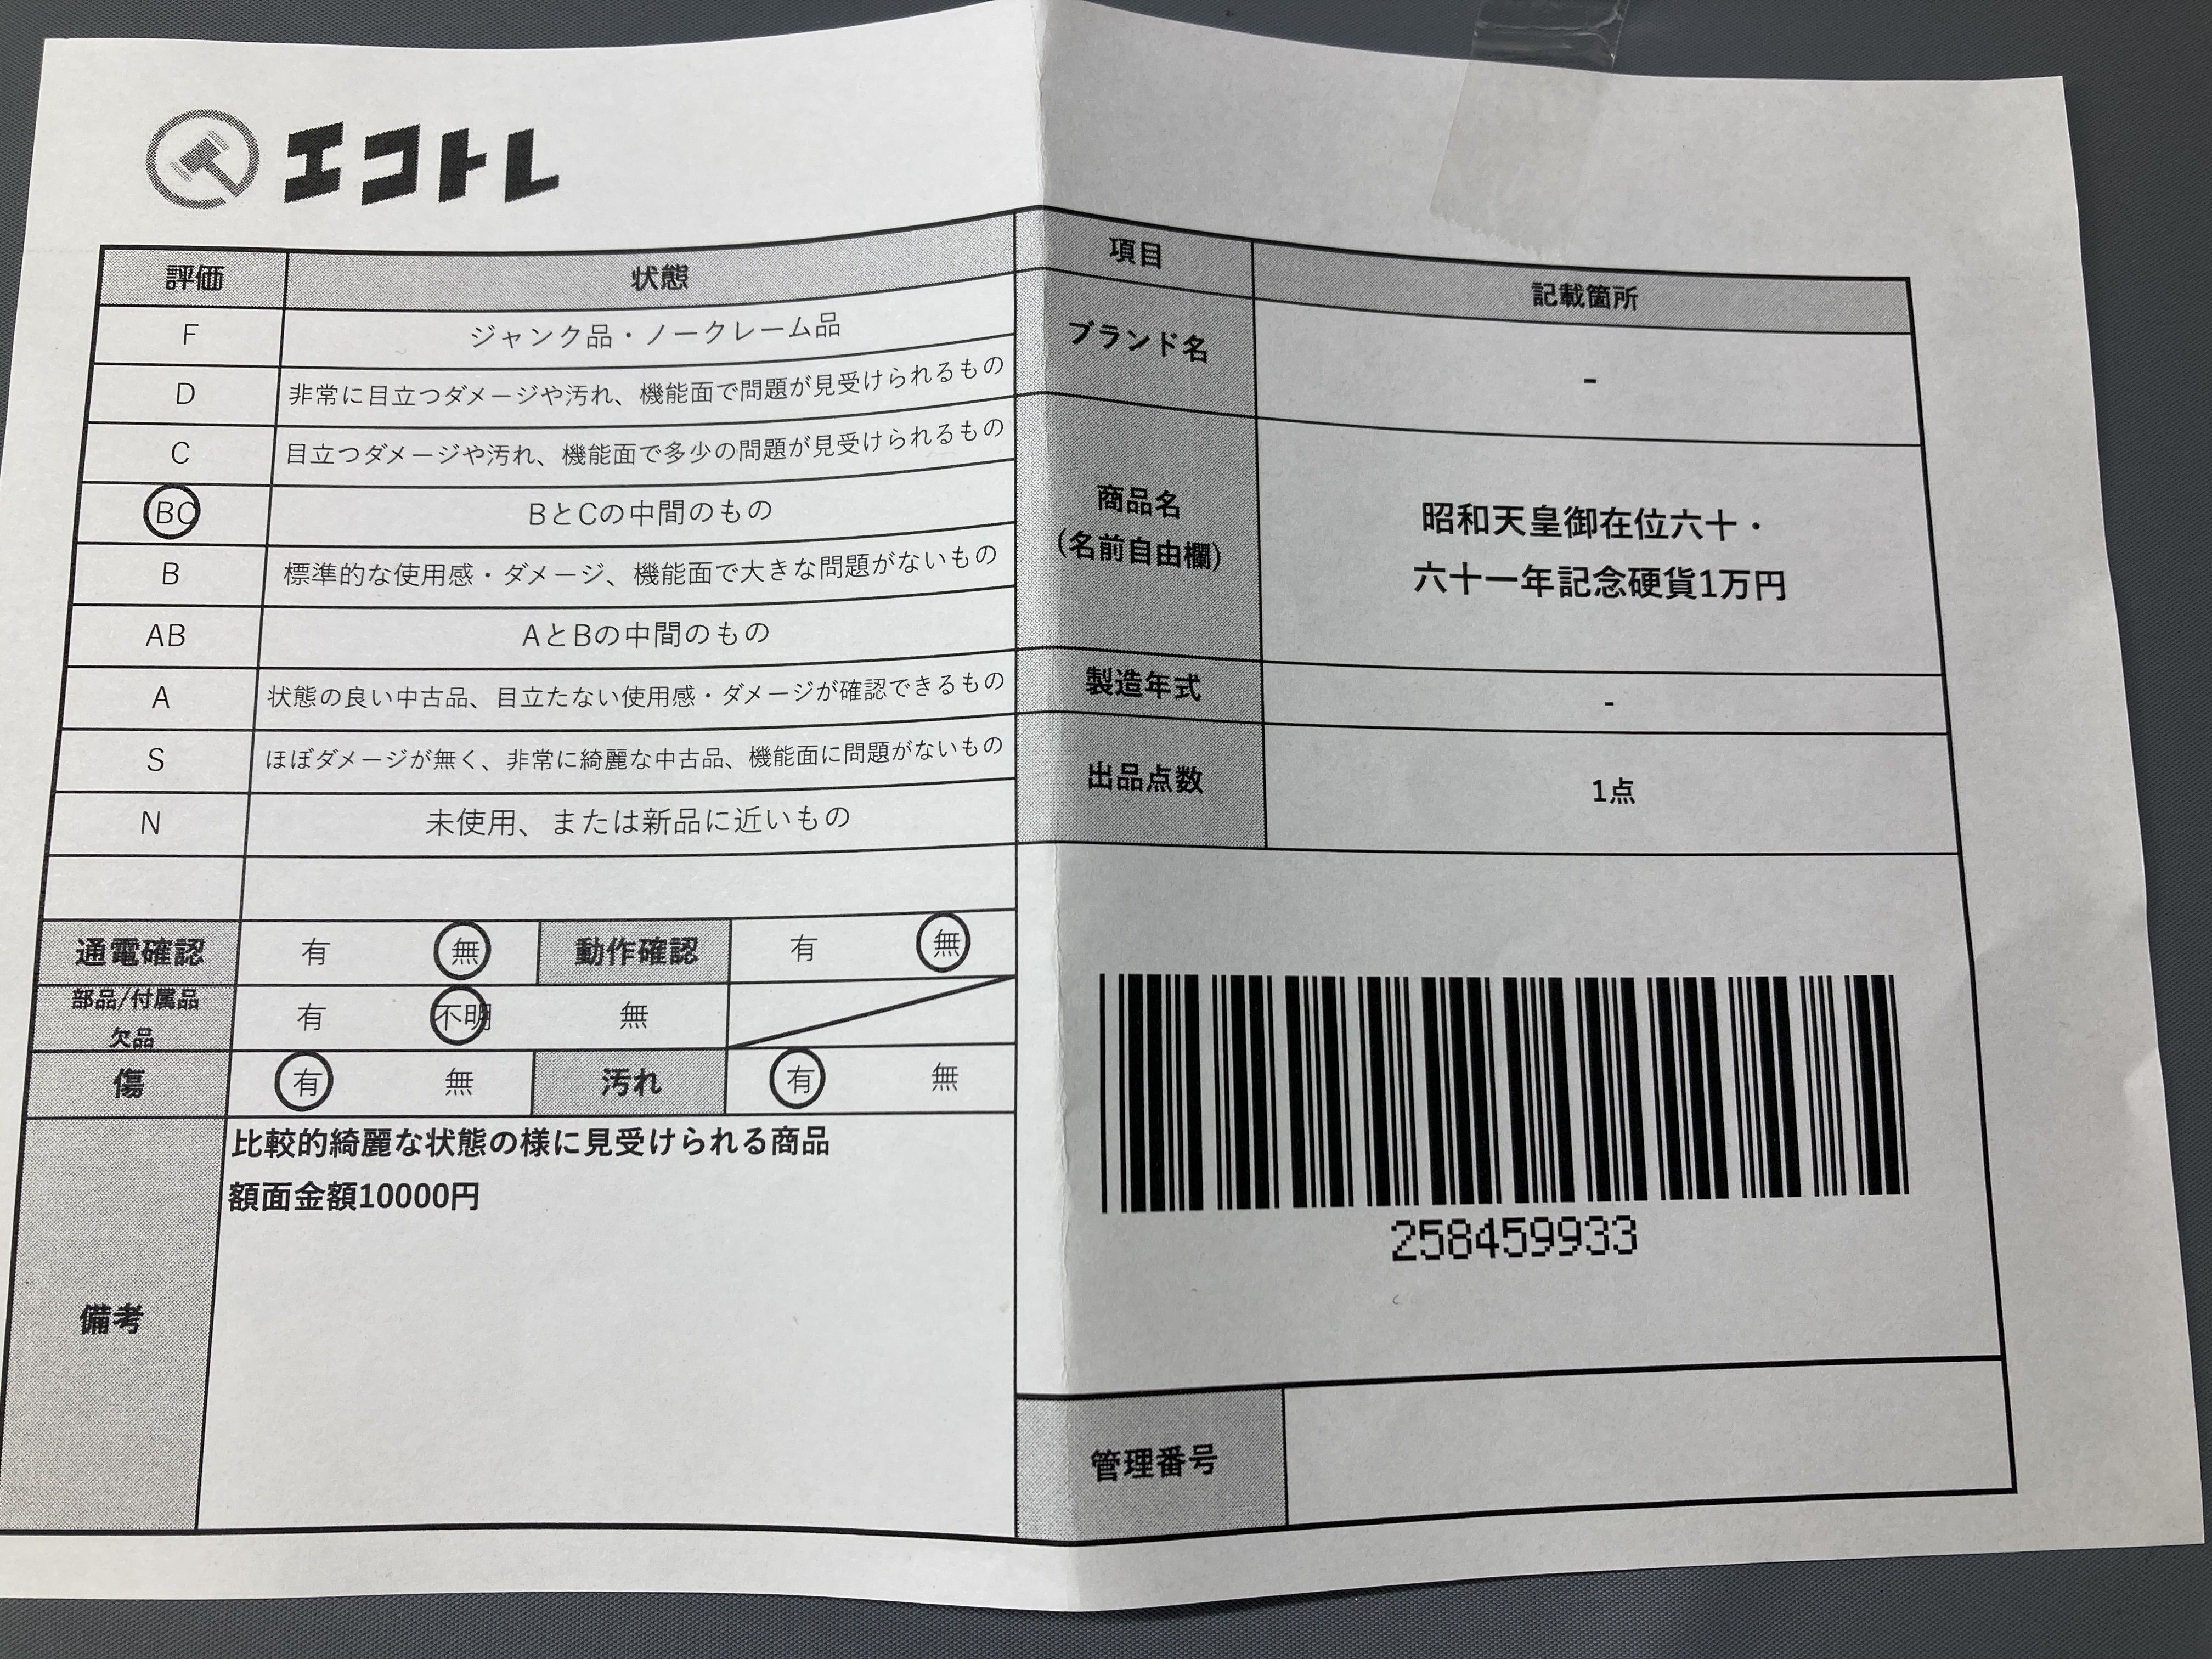 エコトレ
評価 状態
F ジャンク品・ノークレーム品
D 非常に目立つダメージや汚れ、機能面で問題が見受けられるもの
C 目立つダメージや汚れ、機能面で多少の問題が見受けられるもの
BC BとCの中間のもの
B 標準的な使用感・ダメージ、機能面で大きな問題がないもの
AB AとBの中間のもの
A 状態の良い中古品、目立たない使用感・ダメージが確認できるもの
S ほぼダメージが無く、非常に綺麗な中古品、機能面に問題がないもの
N 未使用、または新品に近いもの
通電確認 有 無 動作確認 有 無
部品/付属品
欠品
有 不明 無
傷 有 無 汚れ 有 無
備考
比較的綺麗な状態の様に見受けられる商品
額面金額10000円
項目 記載箇所
ブランド名 -
商品名
(名前自由欄)
昭和天皇御在位六十・
六十一年記念硬貨1万円
製造年式 -
出品点数 1点
258459933
管理番号